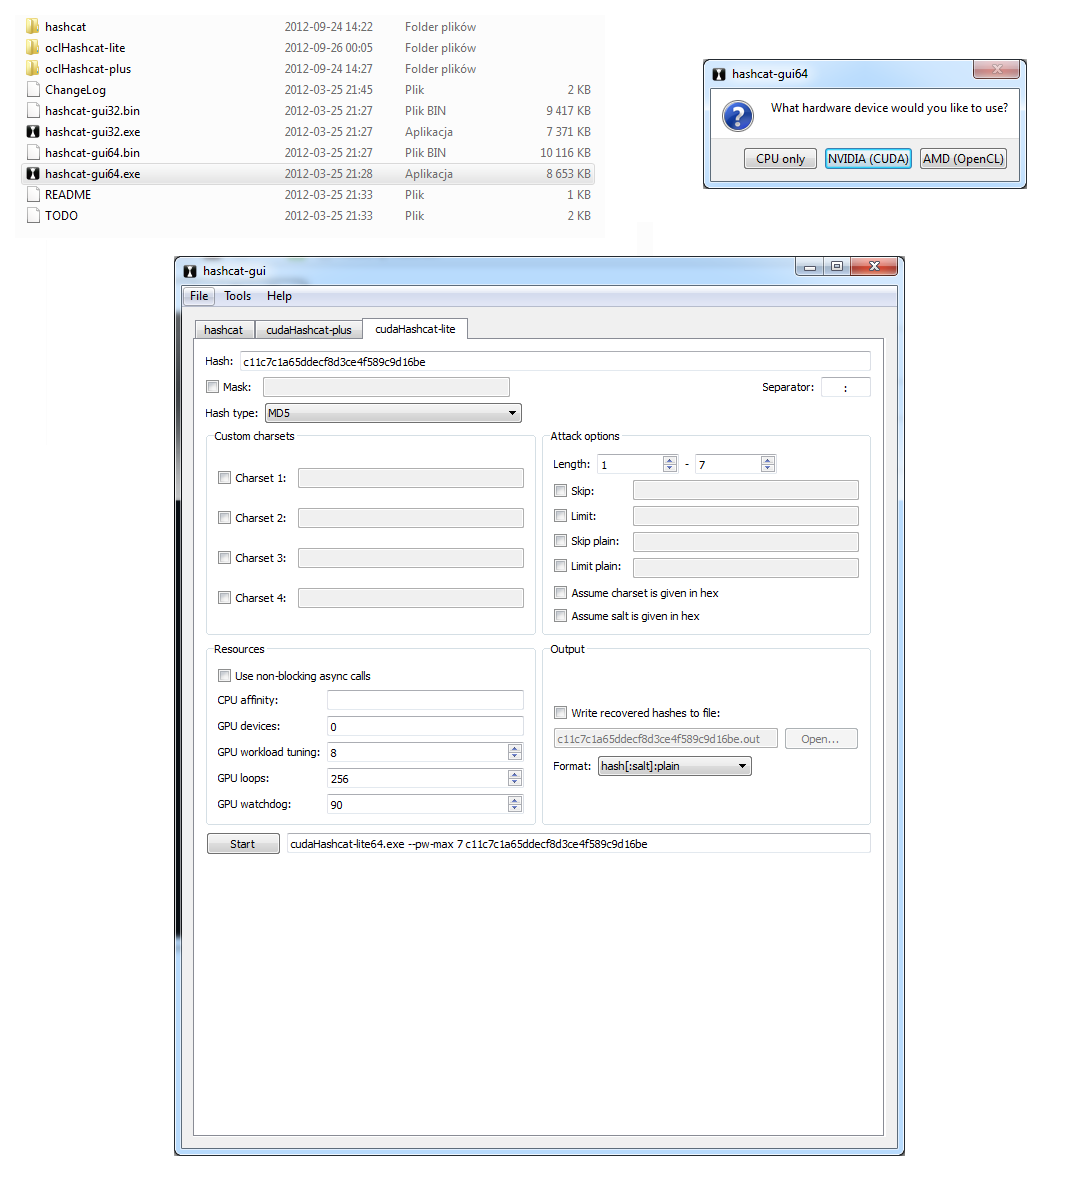 hashcat 2012-09-24 14:22 Folder plików
oclHashcat-lite 2012-09-26 00:05 Folder plików
oclHashcat-plus 2012-09-24 14:27 Folder plików
ChangeLog 2012-03-25 21:45 Plik 2 KB
hashcat-gui32.bin 2012-03-25 21:27 Plik BIN 9 417 KB
hashcat-gui32.exe 2012-03-25 21:27 Aplikacja 7 371 KB
hashcat-gui64.bin 2012-03-25 21:27 Plik BIN 10 116 KB
hashcat-gui64.exe 2012-03-25 21:28 Aplikacja 8 653 KB
README 2012-03-25 21:33 Plik 1 KB
TODO 2012-03-25 21:33 Plik 2 KB
hashcat-gui64
What hardware device would you like to use?
CPU only NVIDIA (CUDA) AMD (OpenCL)
hashcat-gui
File Tools Help
hashcat cudaHashcat-plus cudaHashcat-lite
Hash: c11c7c1a65ddecf8d3ce4f589c9d16be
Mask: Separator: :
Hash type: MD5
Custom charsets
Charset 1:
Charset 2:
Charset 3:
Charset 4:
Attack options
Length: 1 - 7
Skip:
Limit:
Skip plain:
Limit plain:
Assume charset is given in hex
Assume salt is given in hex
Resources
Use non-blocking async calls
CPU affinity:
GPU devices: 0
GPU workload tuning: 8
GPU loops: 256
GPU watchdog: 90
Output
Write recovered hashes to file:
c11c7c1a65ddecf8d3ce4f589c9d16be.out Open...
Format: hash[:salt]:plain
Start cudaHashcat-lite64.exe --pw-max 7 c11c7c1a65ddecf8d3ce4f589c9d16be